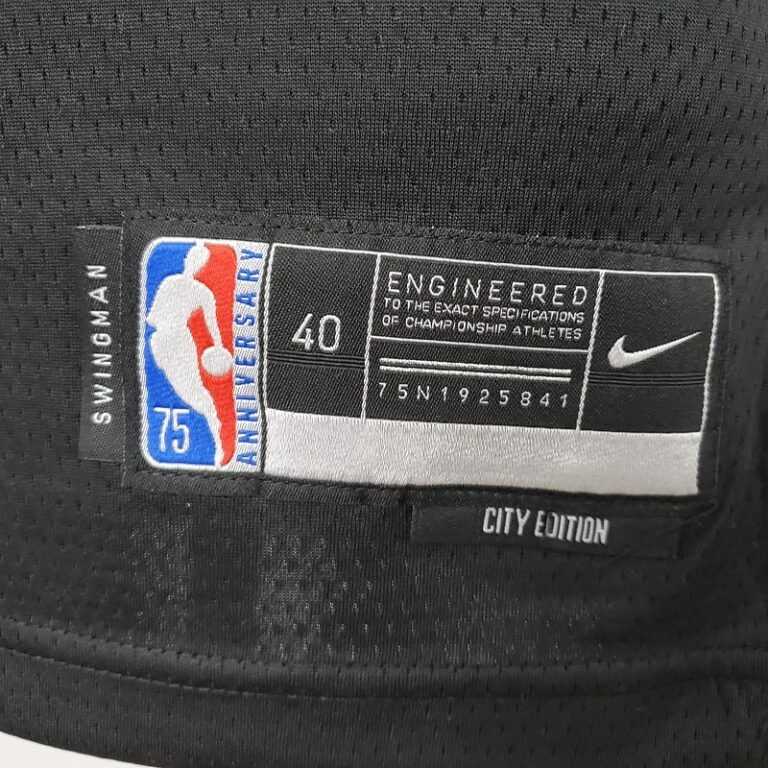 SWINGMAN
75
ANNIVERSARY
40
ENGINEERED
TO THE EXACT SPECIFICATIONS
OF CHAMPIONSHIP ATHLETES
75N1925841
CITY EDITION